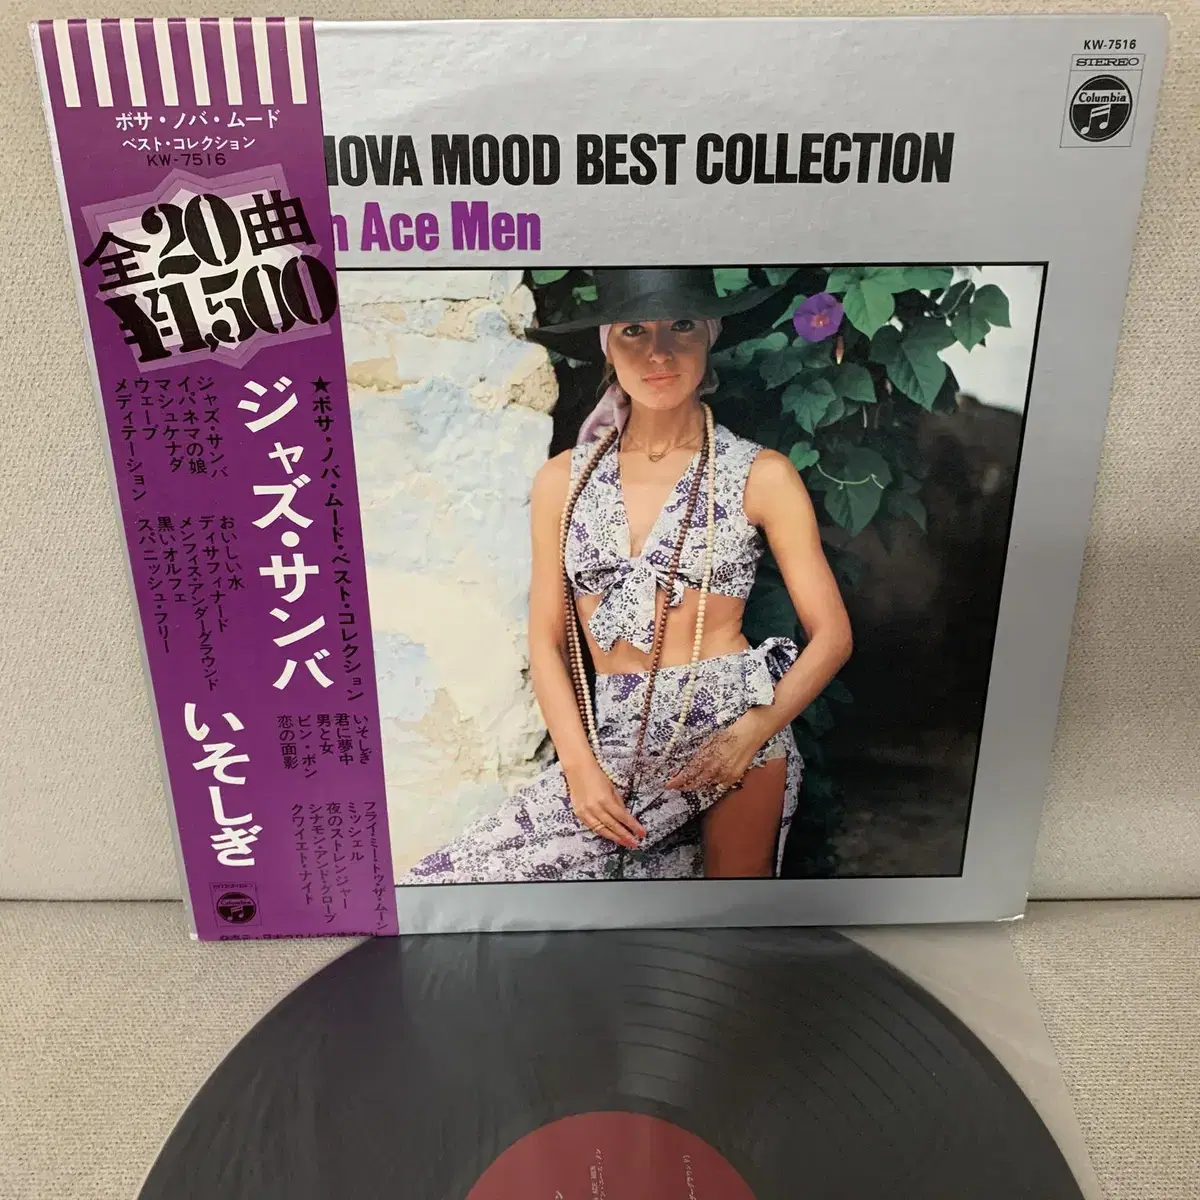 ボサ・ノバ・ムード
ベスト・コレクション
KW-7516
全20曲
¥1,500
★ボサ・ノバ・ムード・ベスト・コレクション
ジャズ・サンバ
いそしぎ
ジャズ・サンバ
イパネマの娘
マシュケナダ
ウェーブ
メディテーション
おいしい水
ディサフィナード
メンフィス・アンダーグラウンド
黒いオルフェ
スパニッシュ・フリー
いそしぎ
君に夢中
男と女
ビン・ボン
恋の面影
フライ・ミー・トゥ・ザ・ムーン
ミッシェル
夜のストレンジャー
シナモン・アンド・クローブ
クワイエト・ナイト
STEREO
Columbia
NOVA MOOD BEST COLLECTION
Ace Men
KW-7516
STEREO
Columbia